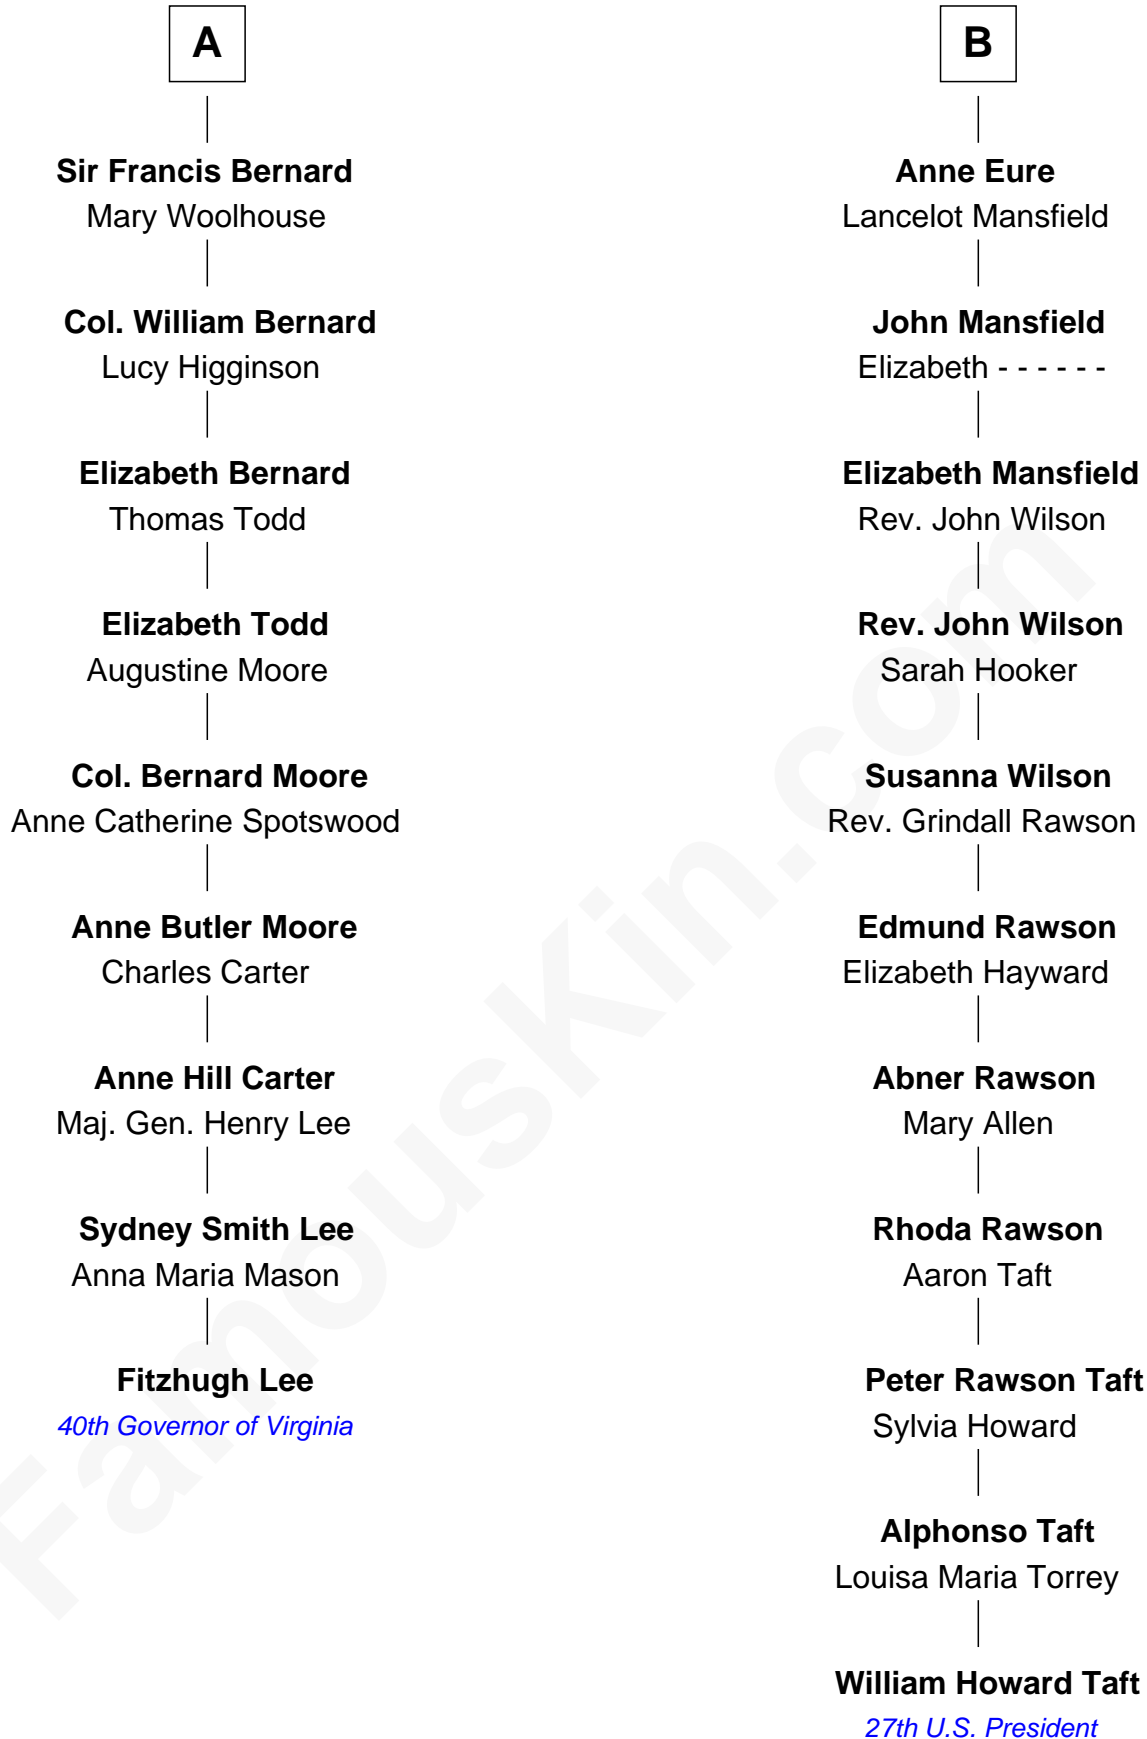 A
Sir Francis Bernard
Mary Woolhouse
Col. William Bernard
Lucy Higginson
Elizabeth Bernard
Thomas Todd
Elizabeth Todd
Augustine Moore
Col. Bernard Moore
Anne Catherine Spotswood
Anne Butler Moore
Charles Carter
Anne Hill Carter
Maj. Gen. Henry Lee
Sydney Smith Lee
Anna Maria Mason
Fitzhugh Lee
40th Governor of Virginia
B
Anne Eure
Lancelot Mansfield
John Mansfield
Elizabeth - - - - - -
Elizabeth Mansfield
Rev. John Wilson
Rev. John Wilson
Sarah Hooker
Susanna Wilson
Rev. Grindall Rawson
Edmund Rawson
Elizabeth Hayward
Abner Rawson
Mary Allen
Rhoda Rawson
Aaron Taft
Peter Rawson Taft
Sylvia Howard
Alphonso Taft
Louisa Maria Torrey
William Howard Taft
27th U.S. President
FamousKin.com